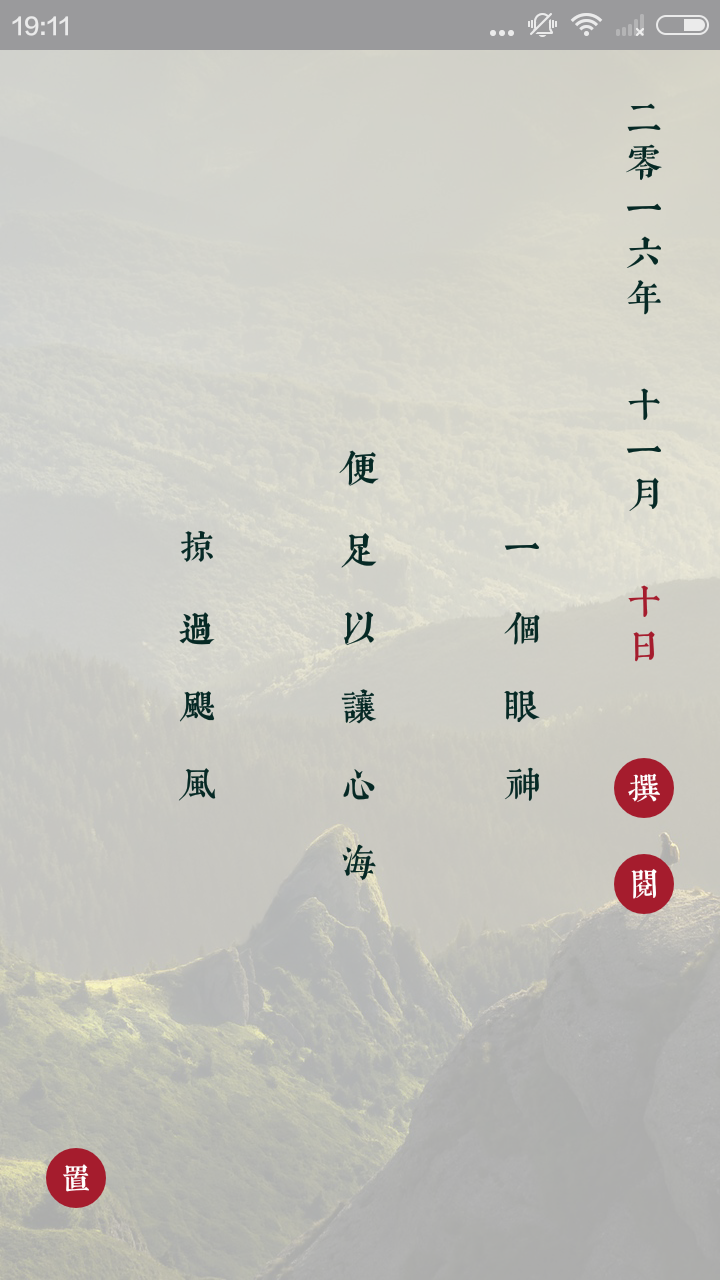 19:11
二零一六年 十一月 十日
撰
閱
一個眼神
便足以讓心海
掠過颶風
置